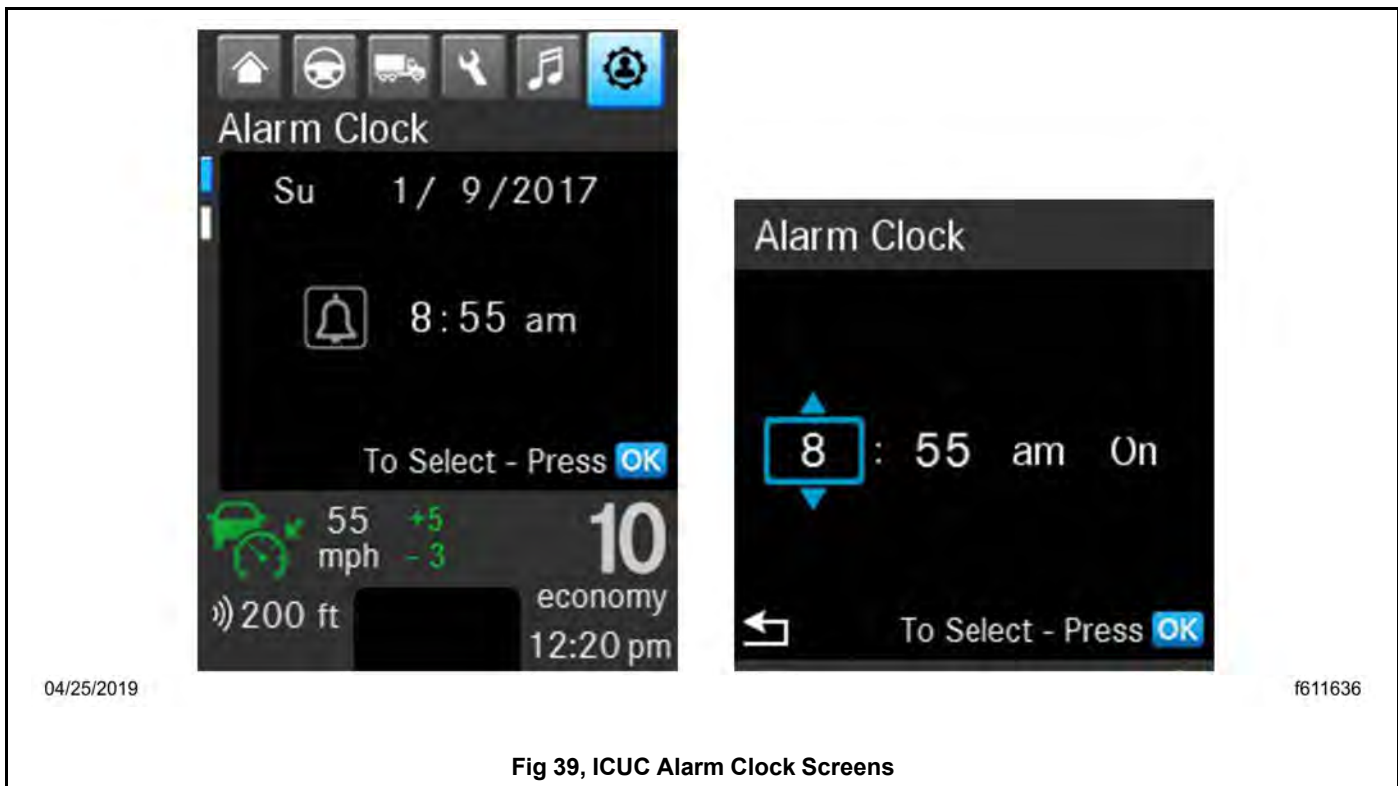 Alarm Clock
Su 1/ 9/2017
8:55 am
To Select - Press OK
55 +5
mph - 3
10
economy
200 ft
12:20 pm
Alarm Clock
8 : 55 am On
To Select - Press OK
04/25/2019
f611636
Fig 39, ICUC Alarm Clock Screens